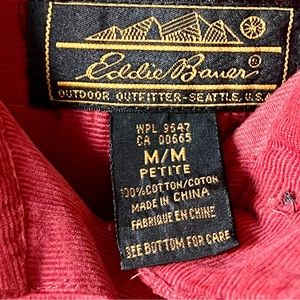 Eddie Bauer®
OUTDOOR OUTFITTER-SEATTLE, U.S.A.
WPL 9647
CA 00665
M/M
PETITE
100% COTTON/COTON
MADE IN CHINA
FABRIQUE EN CHINE
SEE BOTTOM FOR CARE